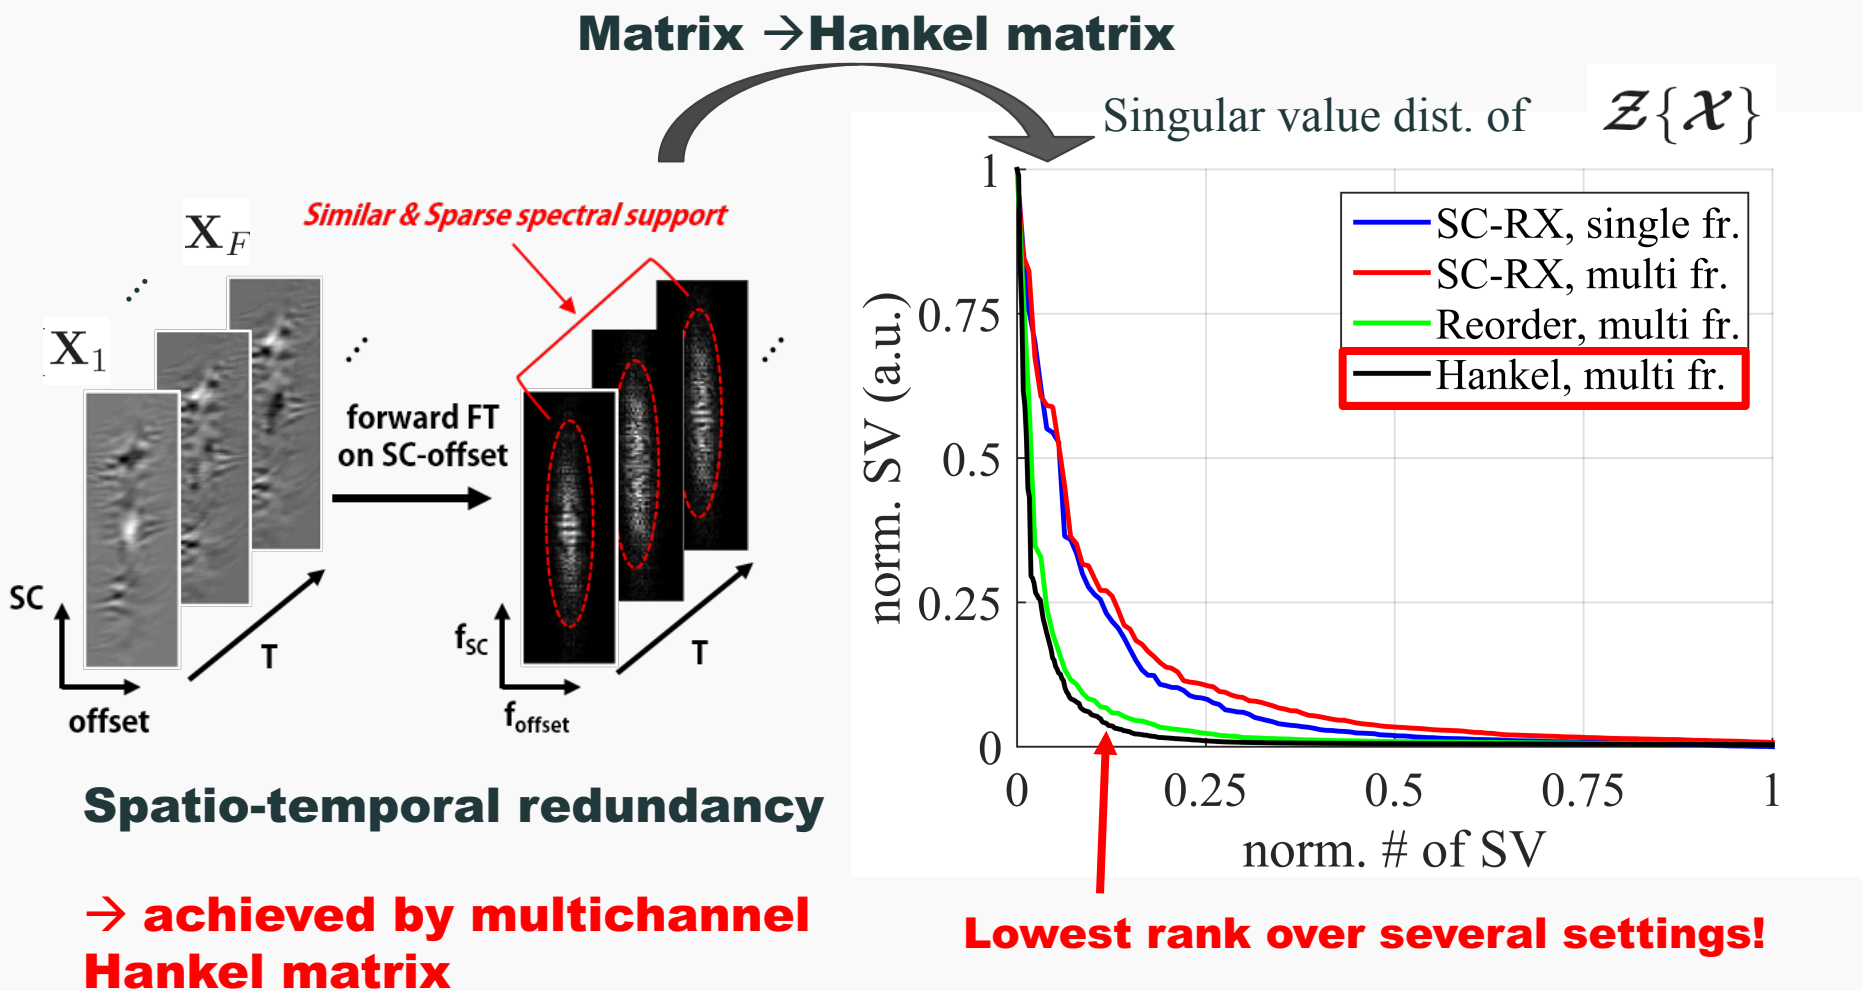 Matrix →Hankel matrix
Singular value dist. of 𝒵{𝒳}
X_F
X_1
Similar & Sparse spectral support
forward FT
on SC-offset
SC
offset
T
f_SC
f_offset
T
norm. SV (a.u.)
1
0.75
0.5
0.25
0
0 0.25 0.5 0.75 1
norm. # of SV
SC-RX, single fr.
SC-RX, multi fr.
Reorder, multi fr.
Hankel, multi fr.
Spatio-temporal redundancy
→ achieved by multichannel
Hankel matrix
Lowest rank over several settings!